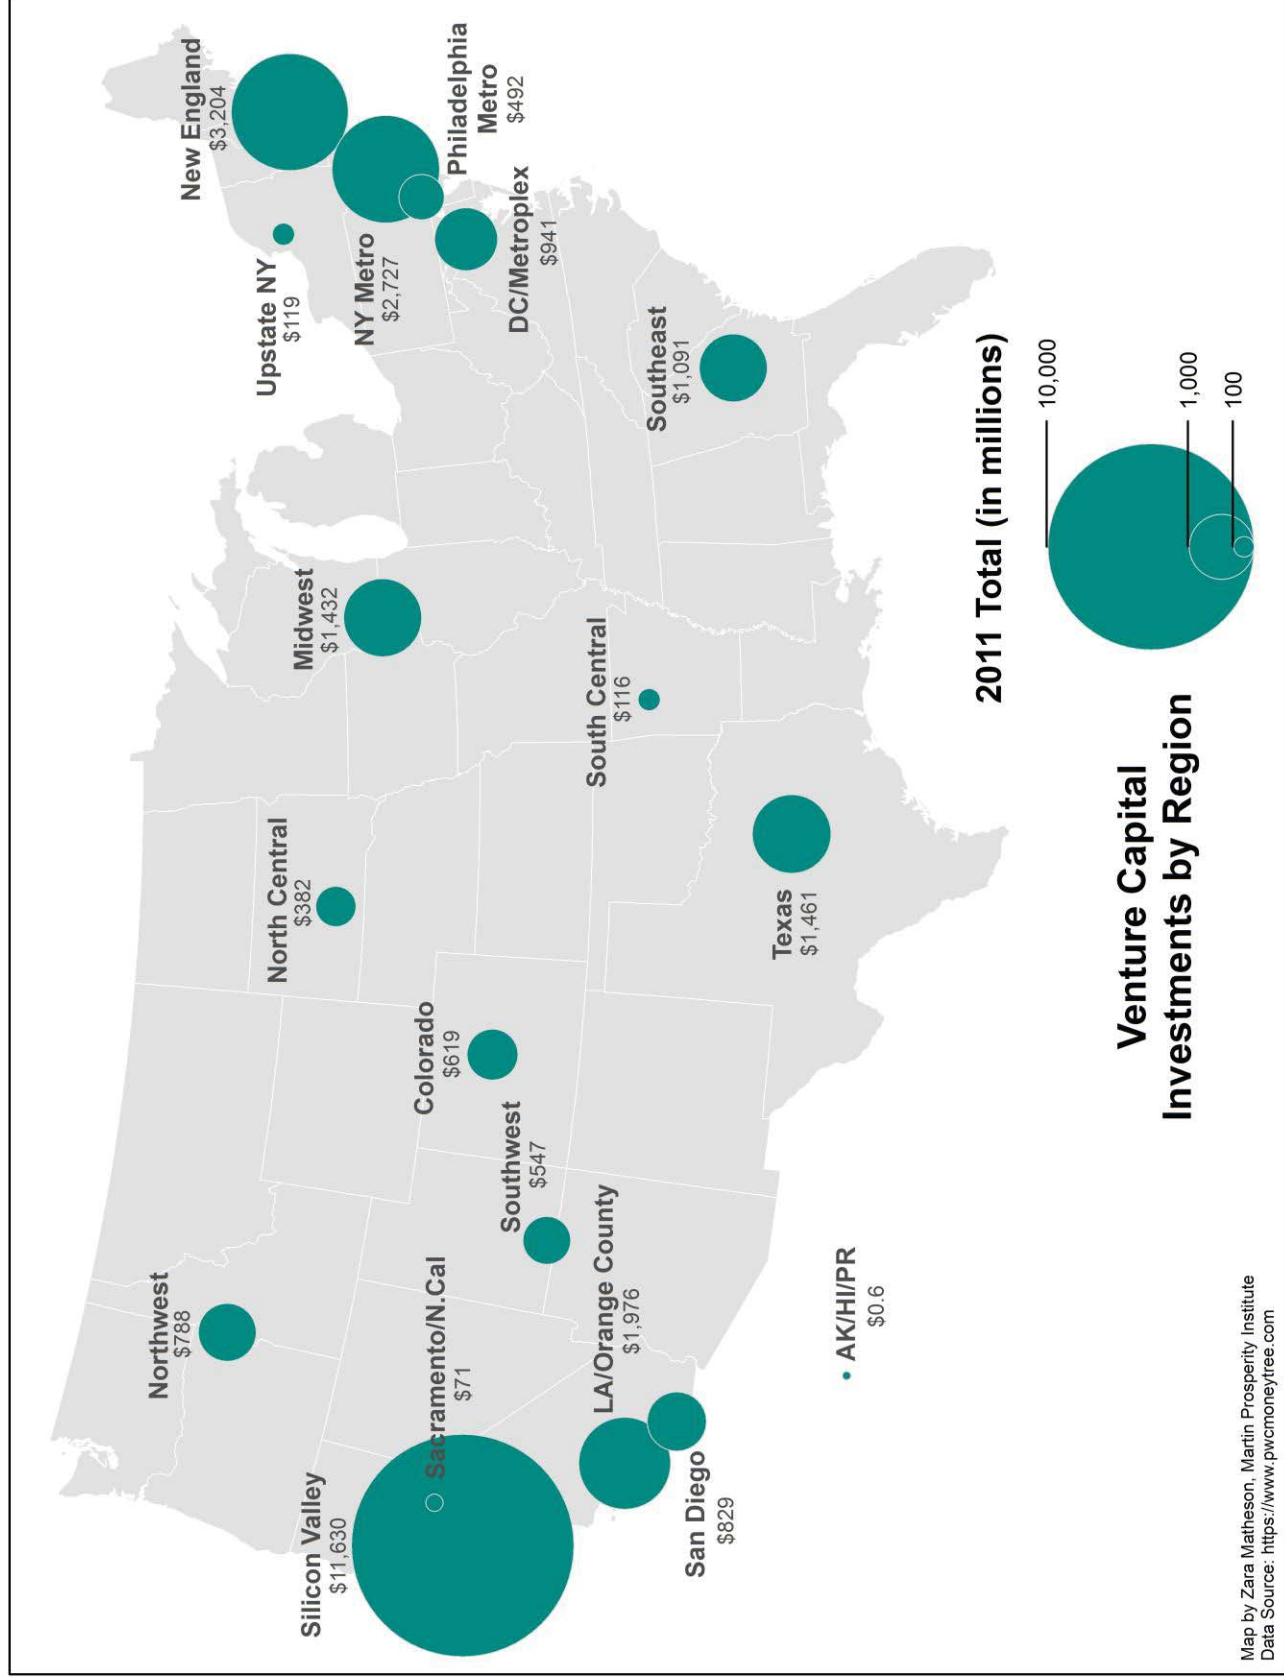 New England
$3,204
Upstate NY
$119
NY Metro
$2,727
Philadelphia
Metro
$492
DC/Metroplex
$941
Southeast
$1,091
Midwest
$1,432
South Central
$116
North Central
$382
Texas
$1,461
Colorado
$619
Southwest
$547
Northwest
$788
Silicon Valley
$11,630
Sacramento/N.Cal
$71
LA/Orange County
$1,976
San Diego
$829
AK/HI/PR
$0.6
Venture Capital
Investments by Region
2011 Total (in millions)
10,000
1,000
100
Map by Zara Matheson, Martin Prosperity Institute
Data Source: https://www.pwcmoneytree.com